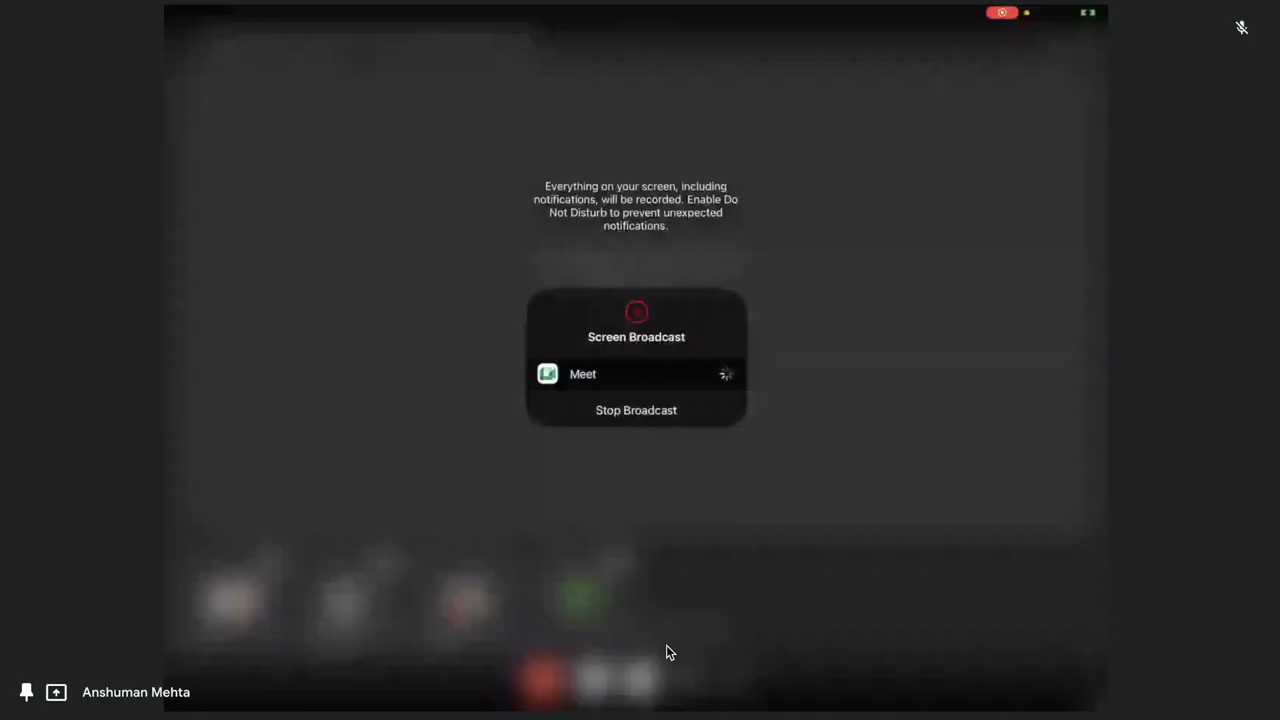 Everything on your screen, including
notifications, will be recorded. Enable Do
Not Disturb to prevent unexpected
notifications.
Screen Broadcast
Meet
Stop Broadcast
Anshuman Mehta